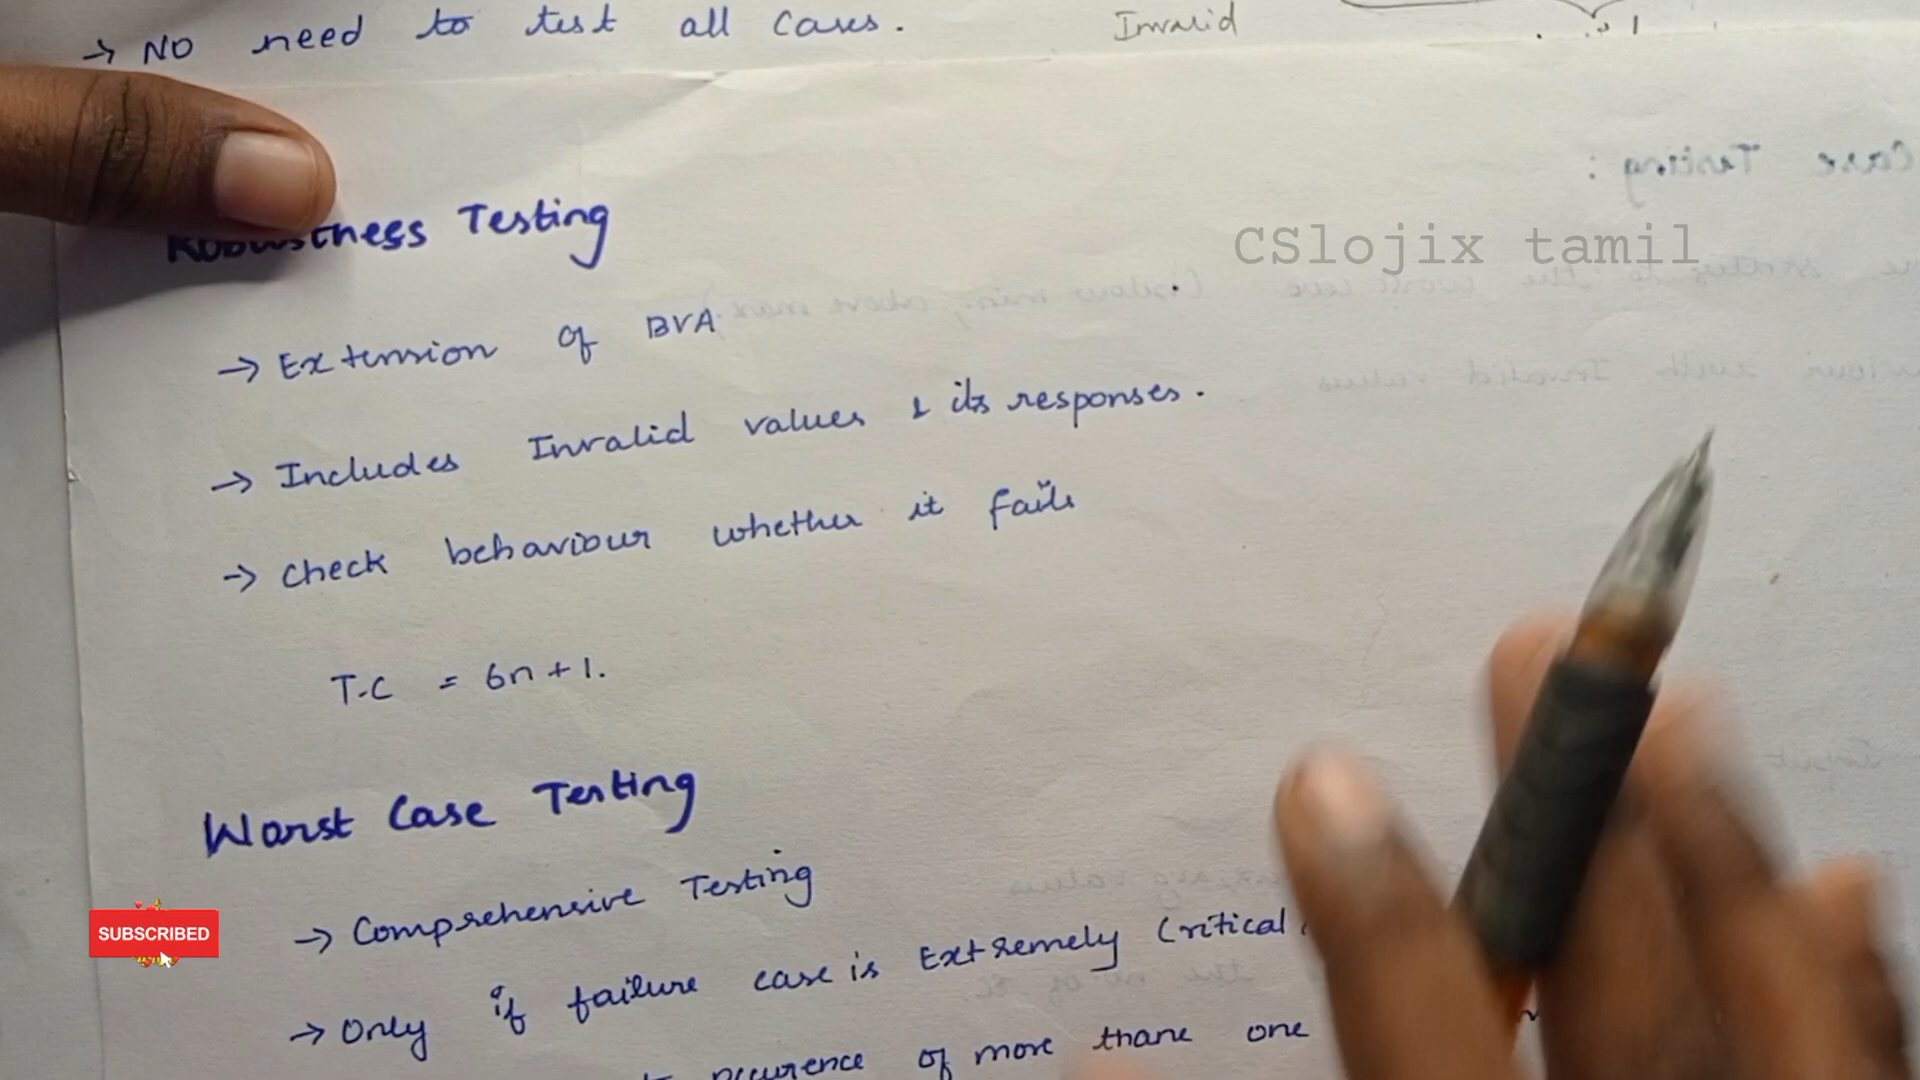 → NO need to test all Cases.
Invalid
Robustness Testing
CSlojix tamil
→ Extension of BVA
→ Includes Invalid values & its responses.
→ Check behaviour whether it fails
T.C = 6n+1.
Worst Case Testing
→ Comprehensive Testing
SUBSCRIBED
→ Only if failure case is Extremely Critical
of more thane one